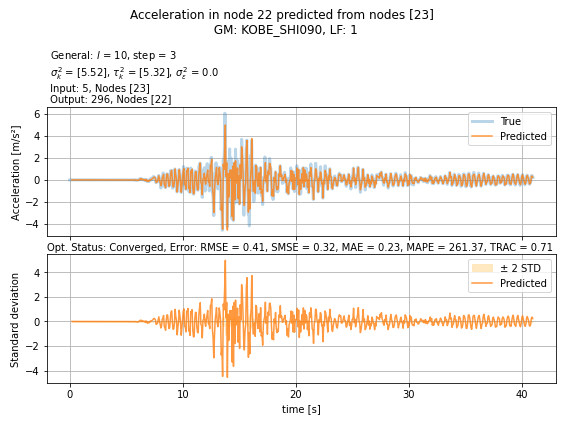 Acceleration in node 22 predicted from nodes [23]
GM: KOBE_SHI090, LF: 1
General: l = 10, step = 3
σ²ₖ = [5.52], τ²ₖ = [5.32], σ²ε = 0.0
Input: 5, Nodes [23]
Output: 296, Nodes [22]
Acceleration [m/s²]
6
4
2
0
−2
−4
True
Predicted
Opt. Status: Converged, Error: RMSE = 0.41, SMSE = 0.32, MAE = 0.23, MAPE = 261.37, TRAC = 0.71
Standard deviation
4
2
0
−2
−4
± 2 STD
Predicted
0 10 20 30 40
time [s]